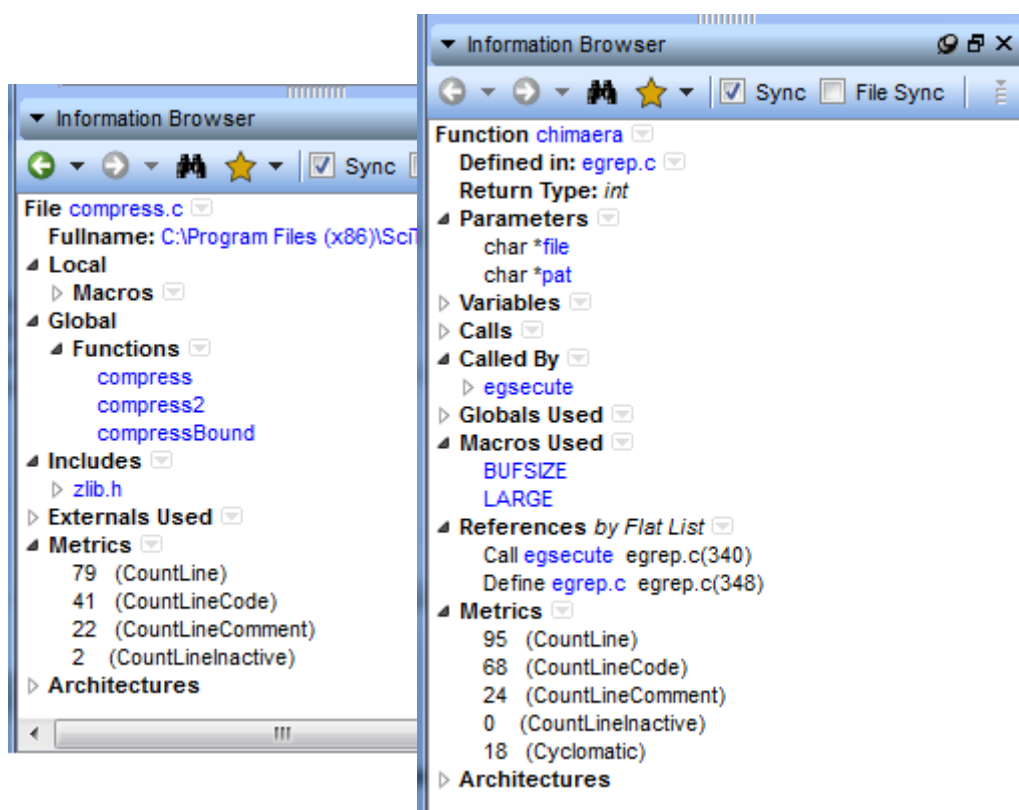 Information Browser
Sync
File compress.c
Fullname: C:\Program Files (x86)\SciT
Local
Macros
Global
Functions
compress
compress2
compressBound
Includes
zlib.h
Externals Used
Metrics
79 (CountLine)
41 (CountLineCode)
22 (CountLineComment)
2 (CountLineInactive)
Architectures
Information Browser
Sync File Sync
Function chimaera
Defined in: egrep.c
Return Type: int
Parameters
char *file
char *pat
Variables
Calls
Called By
egsecute
Globals Used
Macros Used
BUFSIZE
LARGE
References by Flat List
Call egsecute egrep.c(340)
Define egrep.c egrep.c(348)
Metrics
95 (CountLine)
68 (CountLineCode)
24 (CountLineComment)
0 (CountLineInactive)
18 (Cyclomatic)
Architectures